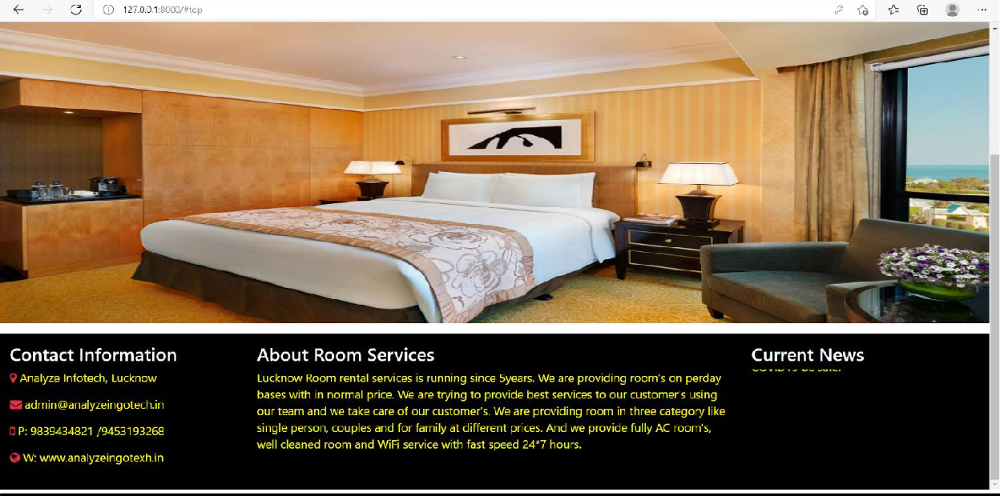 127.0.0.1:8000/#top
Contact Information
Analyze Infotech, Lucknow
admin@analyzeingotech.in
P: 9839434821 /9453193268
W: www.analyzeingotexh.in
About Room Services
Lucknow Room rental services is running since 5years. We are providing room's on perday
bases with in normal price. We are trying to provide best services to our customer's using
our team and we take care of our customer's. We are providing room in three category like
single person, couples and for family at different prices. And we provide fully AC room's,
well cleaned room and WiFi service with fast speed 24*7 hours.
Current News
COVID19 be safe.